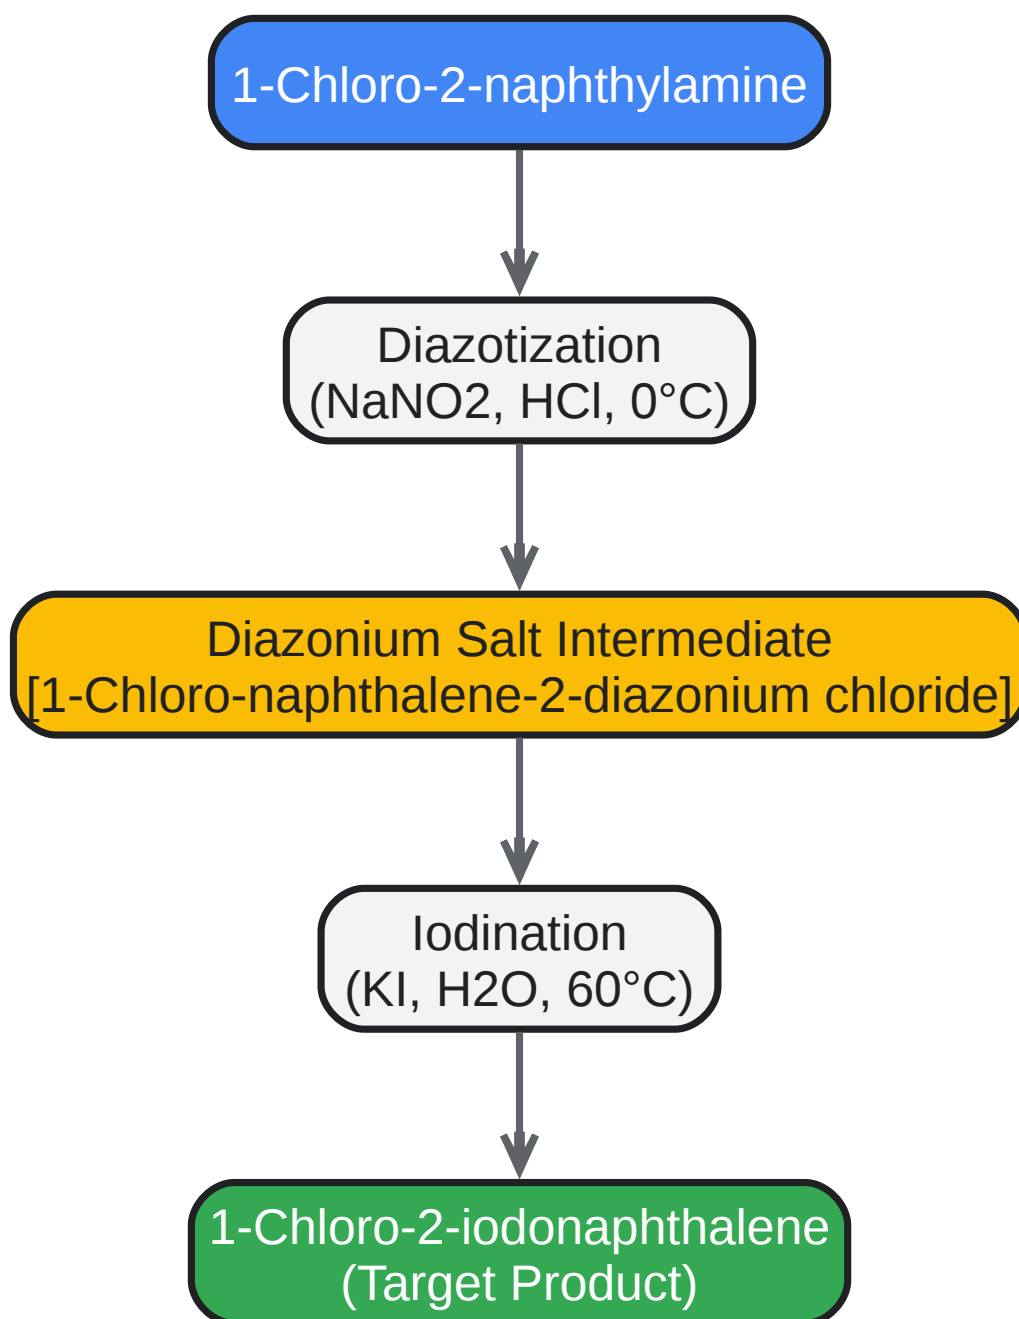 1-Chloro-2-naphthylamine
Diazotization
(NaNO2, HCl, 0°C)
Diazonium Salt Intermediate
[1-Chloro-naphthalene-2-diazonium chloride]
Iodination
(KI, H2O, 60°C)
1-Chloro-2-iodonaphthalene
(Target Product)